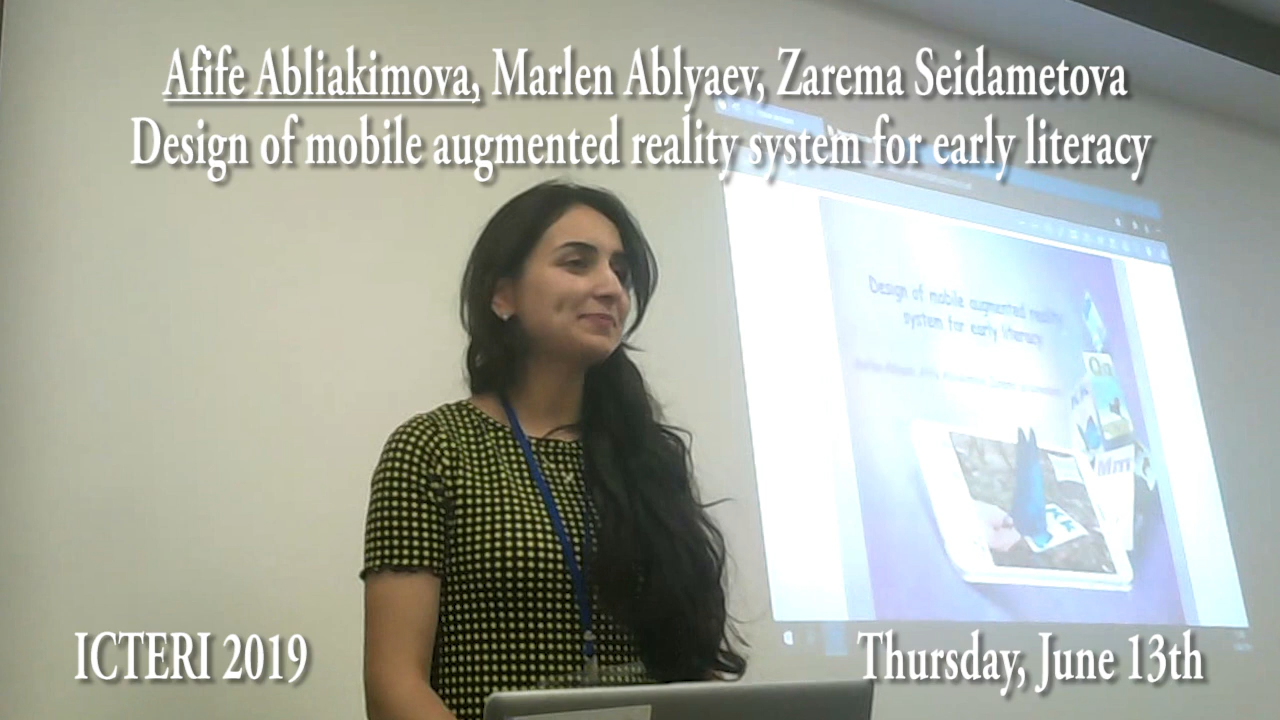 Afife Abliakimova, Marlen Ablyaev, Zarema Seidametova
Design of mobile augmented reality system for early literacy
Design of mobile augmented reality
system for early literacy
Mm
ICTERI 2019
Thursday, June 13th